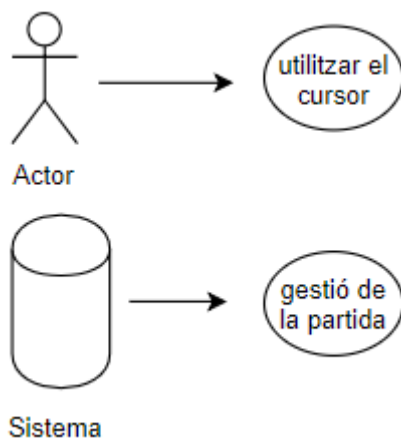 utilitzar el
cursor
Actor
gestió de
la partida
Sistema